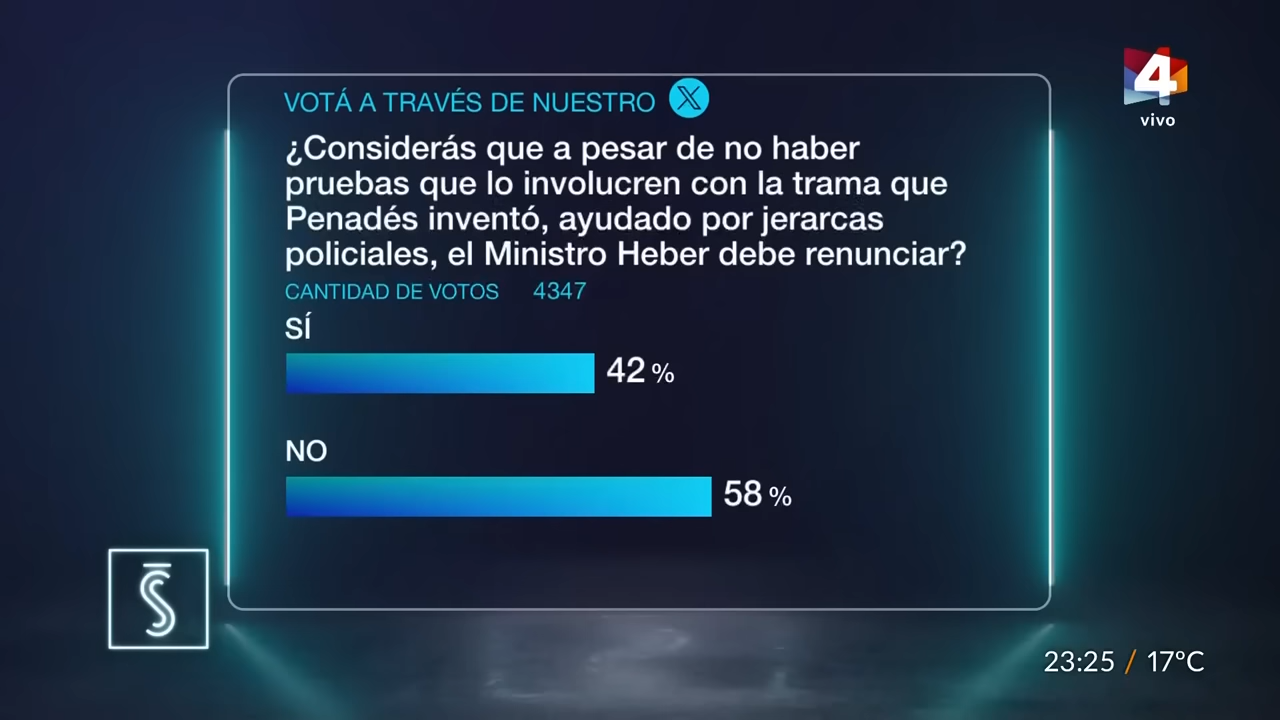 VOTÁ A TRAVÉS DE NUESTRO X
¿Considerás que a pesar de no haber
pruebas que lo involucren con la trama que
Penadés inventó, ayudado por jerarcas
policiales, el Ministro Heber debe renunciar?
CANTIDAD DE VOTOS 4347
SÍ
42 %
NO
58 %
4
vivo
S
23:25 / 17°C